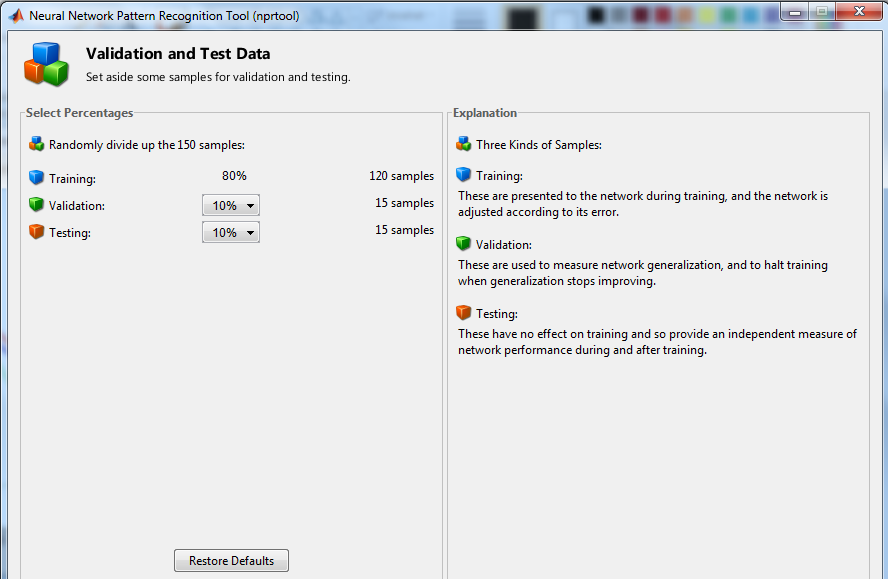 Neural Network Pattern Recognition Tool (nprtool)
Validation and Test Data
Set aside some samples for validation and testing.
Select Percentages
Randomly divide up the 150 samples:
Training: 80% 120 samples
Validation: 10% 15 samples
Testing: 10% 15 samples
Restore Defaults
Explanation
Three Kinds of Samples:
Training:
These are presented to the network during training, and the network is
adjusted according to its error.
Validation:
These are used to measure network generalization, and to halt training
when generalization stops improving.
Testing:
These have no effect on training and so provide an independent measure of
network performance during and after training.